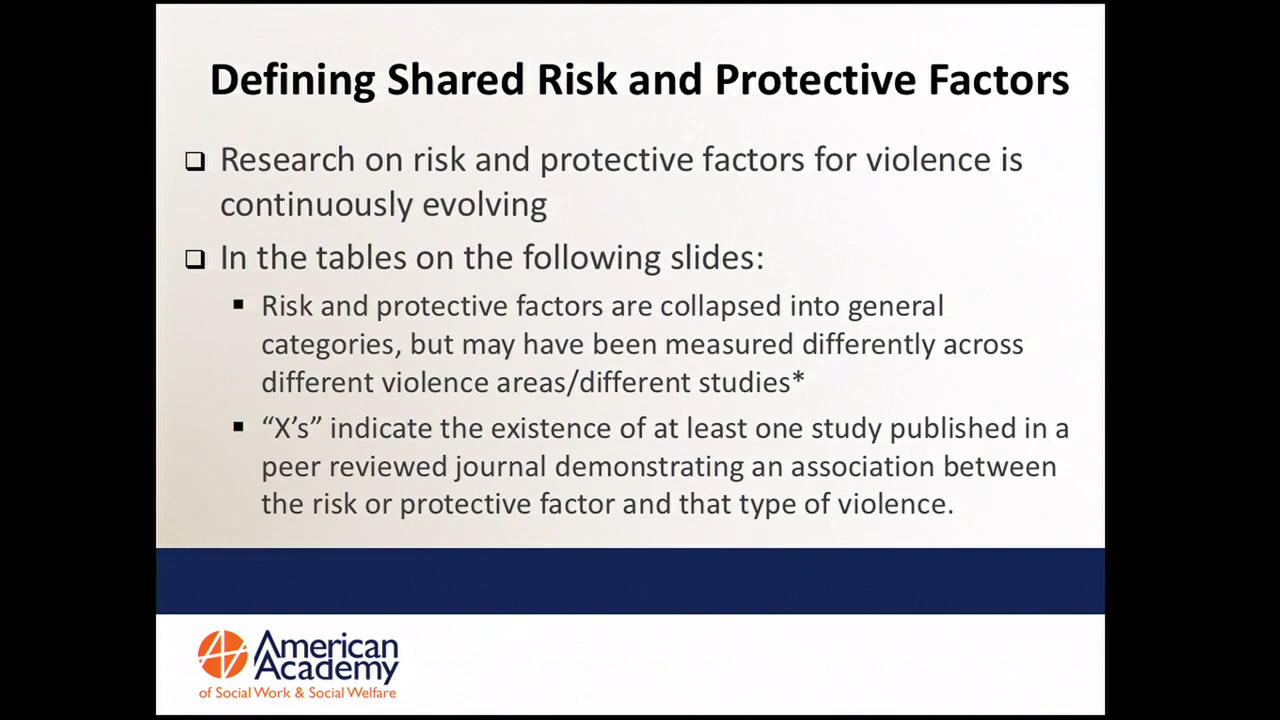 Defining Shared Risk and Protective Factors
❑ Research on risk and protective factors for violence is
continuously evolving
❑ In the tables on the following slides:
▪ Risk and protective factors are collapsed into general
categories, but may have been measured differently across
different violence areas/different studies*
▪ “X’s” indicate the existence of at least one study published in a
peer reviewed journal demonstrating an association between
the risk or protective factor and that type of violence.
American
Academy
of Social Work & Social Welfare